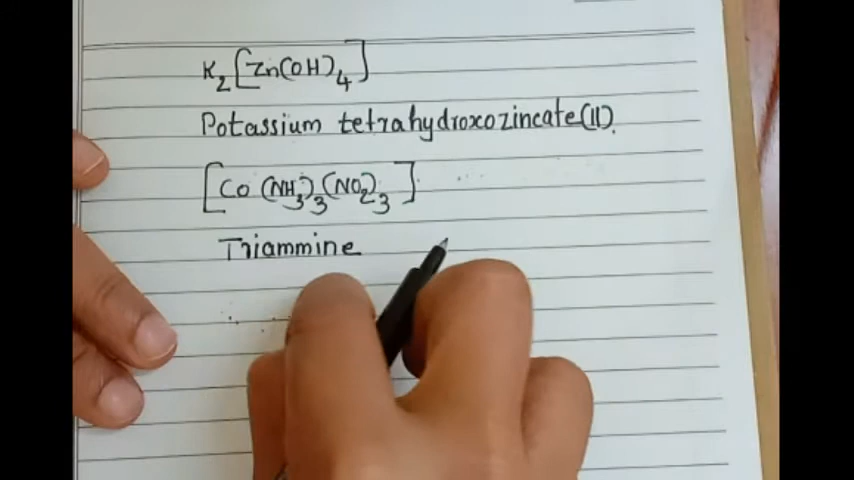 K₂[Zn(OH)₄]
Potassium tetrahydroxozincate(II).
[Co(NH₃)₃(NO₂)₃]
Triammine